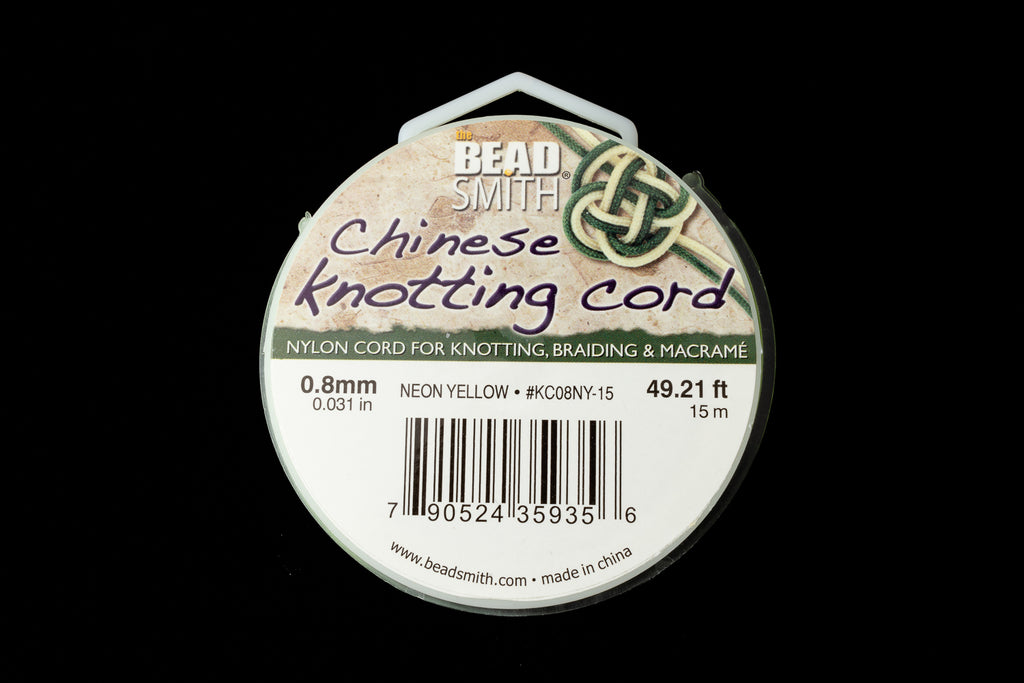 the
BEAD
SMITH®
Chinese
knotting cord
NYLON CORD FOR KNOTTING, BRAIDING & MACRAMÉ
0.8mm NEON YELLOW • #KC08NY-15 49.21 ft
0.031 in 15 m
7 90524 35935 6
www.beadsmith.com • made in china